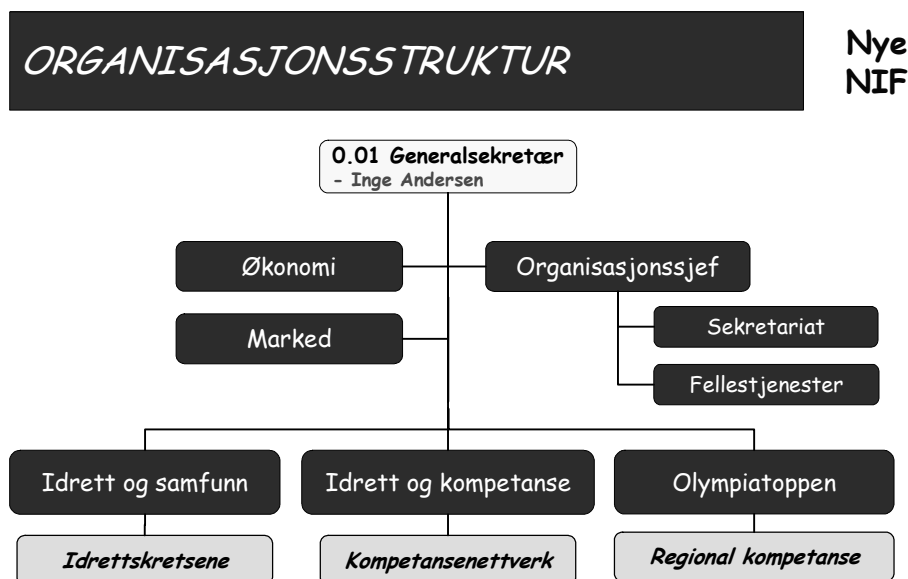 ORGANISASJONSSTRUKTUR
Nye
NIF
0.01 Generalsekretær
- Inge Andersen
Økonomi
Organisasjonssjef
Marked
Sekretariat
Fellestjenester
Idrett og samfunn
Idrett og kompetanse
Olympiatoppen
Idrettskretsene
Kompetansenettverk
Regional kompetanse